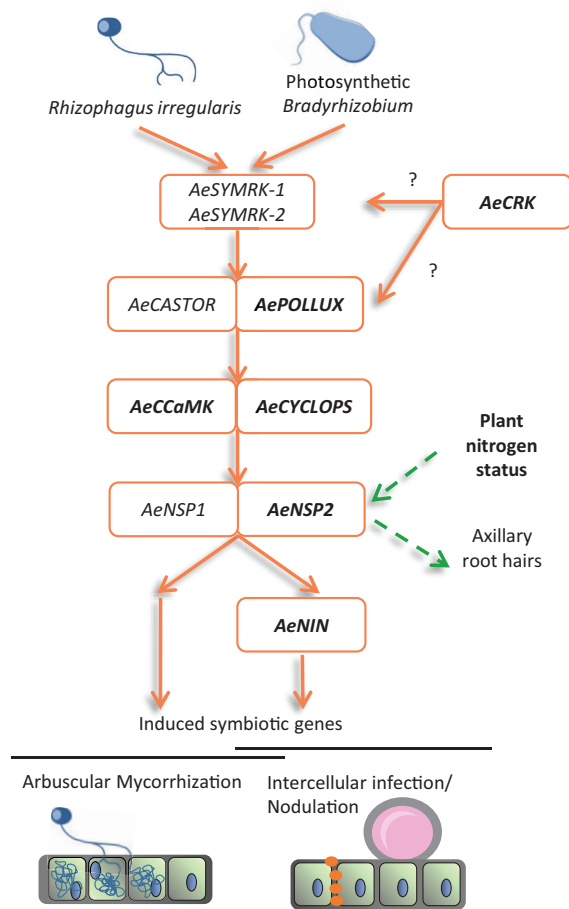 Rhizophagus irregularis
Photosynthetic
Bradyrhizobium
AeSYMRK-1
AeSYMRK-2
?
AeCRK
?
AeCASTOR
AePOLLUX
AeCCaMK
AeCYCLOPS
Plant
nitrogen
status
AeNSP1
AeNSP2
Axillary
root hairs
AeNIN
Induced symbiotic genes
Arbuscular Mycorrhization
Intercellular infection/
Nodulation